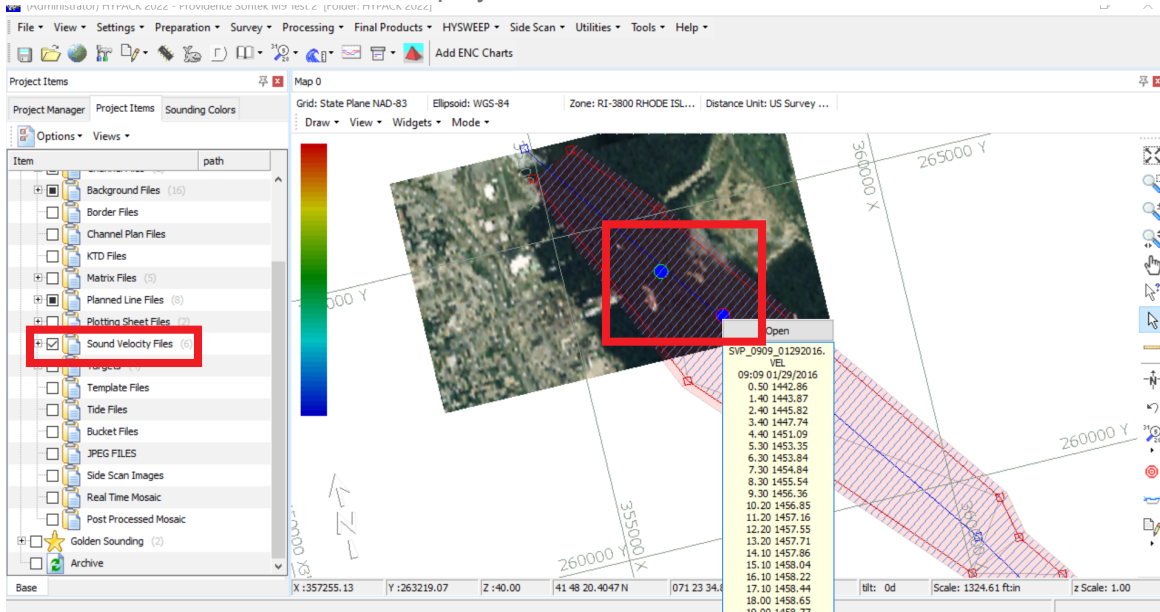 (Administrator) HYPACK 2022 - Providence Sontek M9 Test 2 [Folder: HYPACK 2022]
File View Settings Preparation Survey Processing Final Products HYSWEEP Side Scan Utilities Tools Help
Add ENC Charts
Project Items
Map 0
Project Manager Project Items Sounding Colors
Grid: State Plane NAD-83 Ellipsoid: WGS-84 Zone: RI-3800 RHODE ISL... Distance Unit: US Survey ...
Draw View Widgets Mode
Options Views
Item path
Background Files (16)
Border Files
Channel Plan Files
KTD Files
Matrix Files (5)
Planned Line Files (8)
Plotting Sheet Files (2)
Sound Velocity Files (6)
Targets
Template Files
Tide Files
Bucket Files
JPEG FILES
Side Scan Images
Real Time Mosaic
Post Processed Mosaic
Golden Sounding (2)
Archive
360000 X
265000 Y
000 Y
Open
SVP_0909_01292016.
VEL
09:09 01/29/2016
0.50 1442.86
1.40 1443.87
2.40 1445.82
3.40 1447.74
4.40 1451.09
5.30 1453.35
6.30 1453.84
7.30 1454.84
8.30 1455.54
9.30 1456.36
10.20 1456.85
11.20 1457.16
12.20 1457.55
13.20 1457.71
14.10 1457.86
15.10 1458.04
16.10 1458.22
17.10 1458.44
18.00 1458.65
19.00 1458.77
260000 Y
355000 X
360000
260000 Y
N
Base
X :357255.13 Y :263219.07 Z :40.00 41 48 20.4047 N 071 23 34.8 tilt: 0d Scale: 1324.61 ft:in z Scale: 1.00